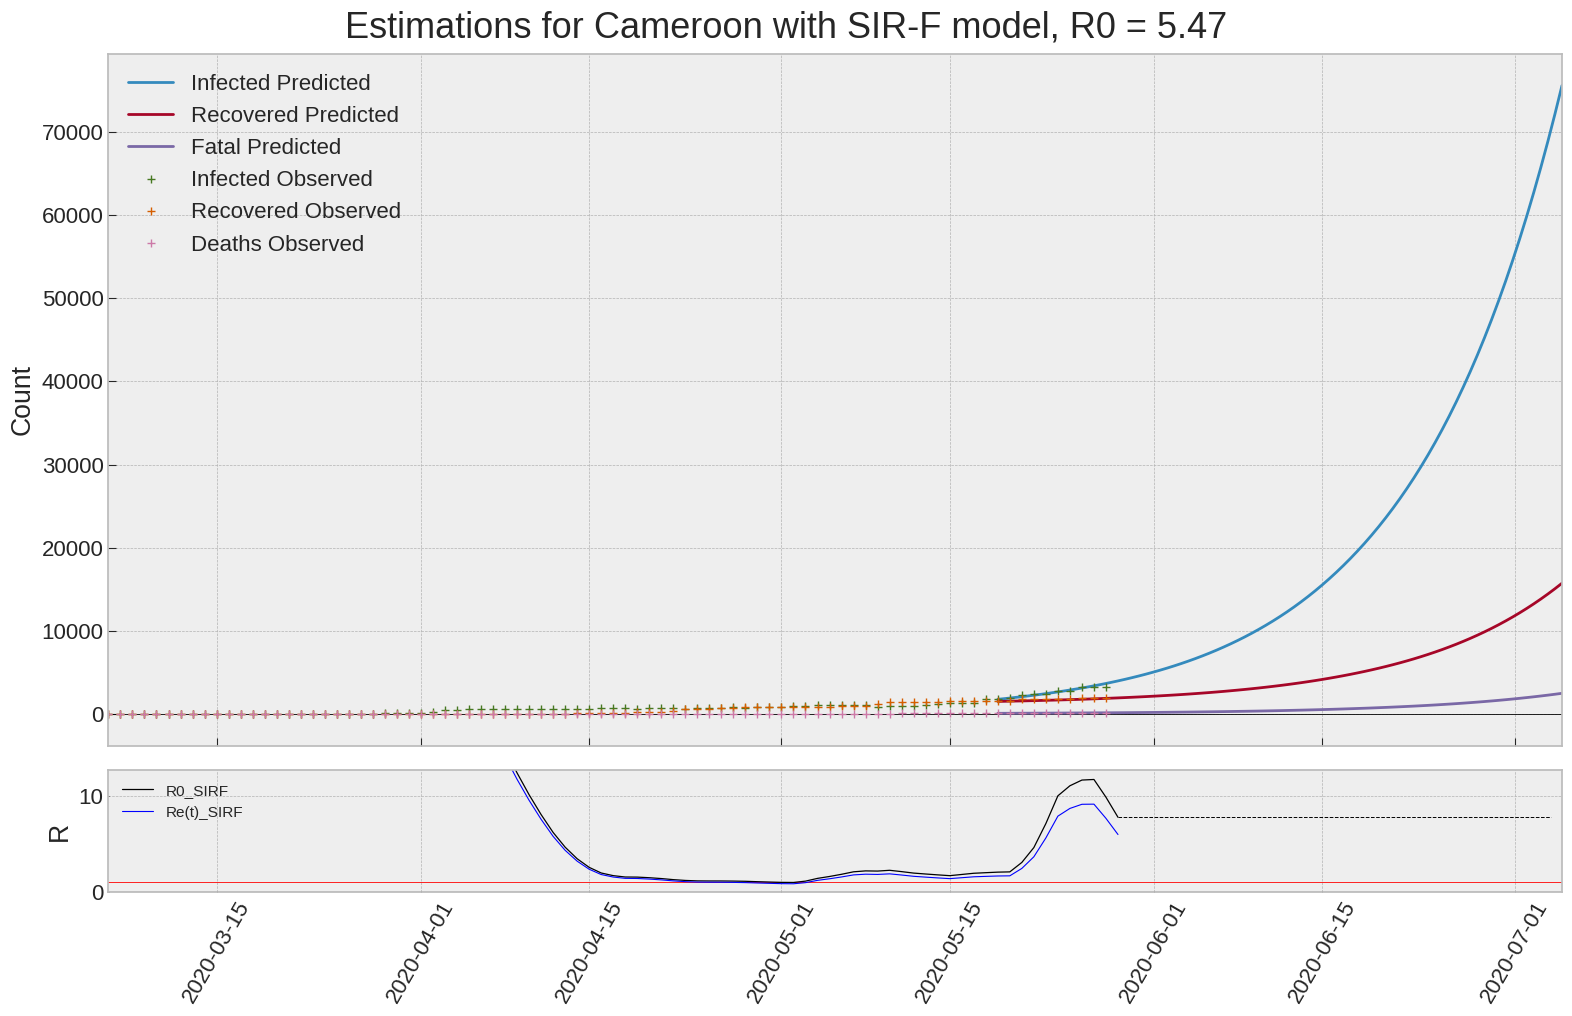 Estimations for Cameroon with SIR-F model, R0 = 5.47
Infected Predicted
Recovered Predicted
Fatal Predicted
Infected Observed
Recovered Observed
Deaths Observed
Count
70000
60000
50000
40000
30000
20000
10000
0
R0_SIRF
Re(t)_SIRF
R
10
0
2020-03-15
2020-04-01
2020-04-15
2020-05-01
2020-05-15
2020-06-01
2020-06-15
2020-07-01